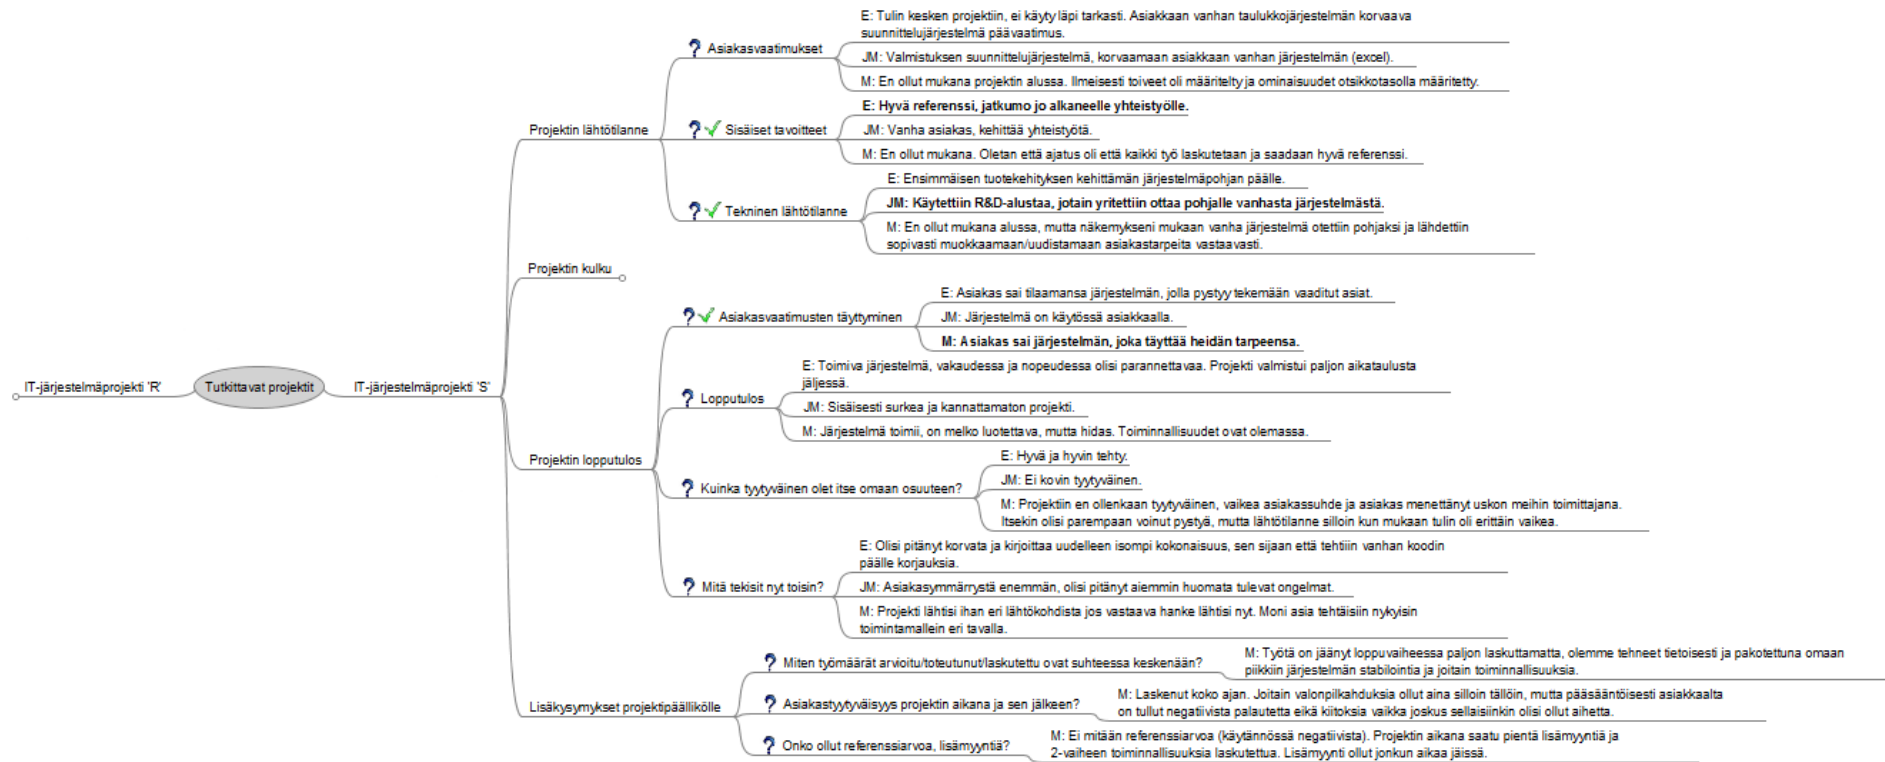 IT-järjestelmäprojekti 'R'
Tutkittavat projektit
IT-järjestelmäprojekti 'S'
Projektin lähtötilanne
Asiakasvaatimukset
E: Tulin kesken projektiin, ei käyty läpi tarkasti. Asiakkaan vanhan taulukkojärjestelmän korvaava
suunnittelujärjestelmä päävaatimus.
JM: Valmistuksen suunnittelujärjestelmä, korvaamaan asiakkaan vanhan järjestelmän (excel).
M: En ollut mukana projektin alussa. Ilmeisesti toiveet oli määritelty ja ominaisuudet otsikkotasolla määritetty.
Sisäiset tavoitteet
E: Hyvä referenssi, jatkumo jo alkaneelle yhteistyölle.
JM: Vanha asiakas, kehittää yhteistyötä.
M: En ollut mukana. Oletan että ajatus oli että kaikki työ laskutetaan ja saadaan hyvä referenssi.
Tekninen lähtötilanne
E: Ensimmäisen tuotekehityksen kehittämän järjestelmäpohjan päälle.
JM: Käytettiin R&D-alustaa, jotain yritettiin ottaa pohjalle vanhasta järjestelmästä.
M: En ollut mukana alussa, mutta näkemykseni mukaan vanha järjestelmä otettiin pohjaksi ja lähdettiin
sopivasti muokkaamaan/uudistamaan asiakastarpeita vastaavasti.
Projektin kulku
Projektin lopputulos
Asiakasvaatimusten täyttyminen
E: Asiakas sai tilaamansa järjestelmän, jolla pystyy tekemään vaaditut asiat.
JM: Järjestelmä on käytössä asiakkaalla.
M: Asiakas sai järjestelmän, joka täyttää heidän tarpeensa.
Lopputulos
E: Toimiva järjestelmä, vakaudessa ja nopeudessa olisi parannettavaa. Projekti valmistui paljon aikataulusta
jäljessä.
JM: Sisäisesti surkea ja kannattamaton projekti.
M: Järjestelmä toimii, on melko luotettava, mutta hidas. Toiminnallisuudet ovat olemassa.
Kuinka tyytyväinen olet itse omaan osuuteen?
E: Hyvä ja hyvin tehty.
JM: Ei kovin tyytyväinen.
M: Projektiin en ollenkaan tyytyväinen, vaikea asiakassuhde ja asiakas menettänyt uskon meihin toimittajana.
Itsekin olisi parempaan voinut pystyä, mutta lähtötilanne silloin kun mukaan tulin oli erittäin vaikea.
Mitä tekisit nyt toisin?
E: Olisi pitänyt korvata ja kirjoittaa uudelleen isompi kokonaisuus, sen sijaan että tehtiiin vanhan koodin
päälle korjauksia.
JM: Asiakasymmärrystä enemmän, olisi pitänyt aiemmin huomata tulevat ongelmat.
M: Projekti lähtisi ihan eri lähtökohdista jos vastaava hanke lähtisi nyt. Moni asia tehtäisiin nykyisin
toimintamallein eri tavalla.
Lisäkysymykset projektipäällikölle
Miten työmäärät arvioitu/toteutunut/laskutettu ovat suhteessa keskenään?
M: Työtä on jäänyt loppuvaiheessa paljon laskuttamatta, olemme tehneet tietoisesti ja pakotettuna omaan
piikkiin järjestelmän stabilointia ja joitain toiminnallisuuksia.
Asiakastyytyväisyys projektin aikana ja sen jälkeen?
M: Laskenut koko ajan. Joitain valonpilkahduksia ollut aina silloin tällöin, mutta pääsääntöisesti asiakkaalta
on tullut negatiivista palautetta eikä kiitoksia vaikka joskus sellaisiinkin olisi ollut aihetta.
Onko ollut referenssiarvoa, lisämyyntiä?
M: Ei mitään referenssiarvoa (käytännössä negatiivista). Projektin aikana saatu pientä lisämyyntiä ja
2-vaiheen toiminnallisuuksia laskutettua. Lisämyynti ollut jonkun aikaa jäissä.